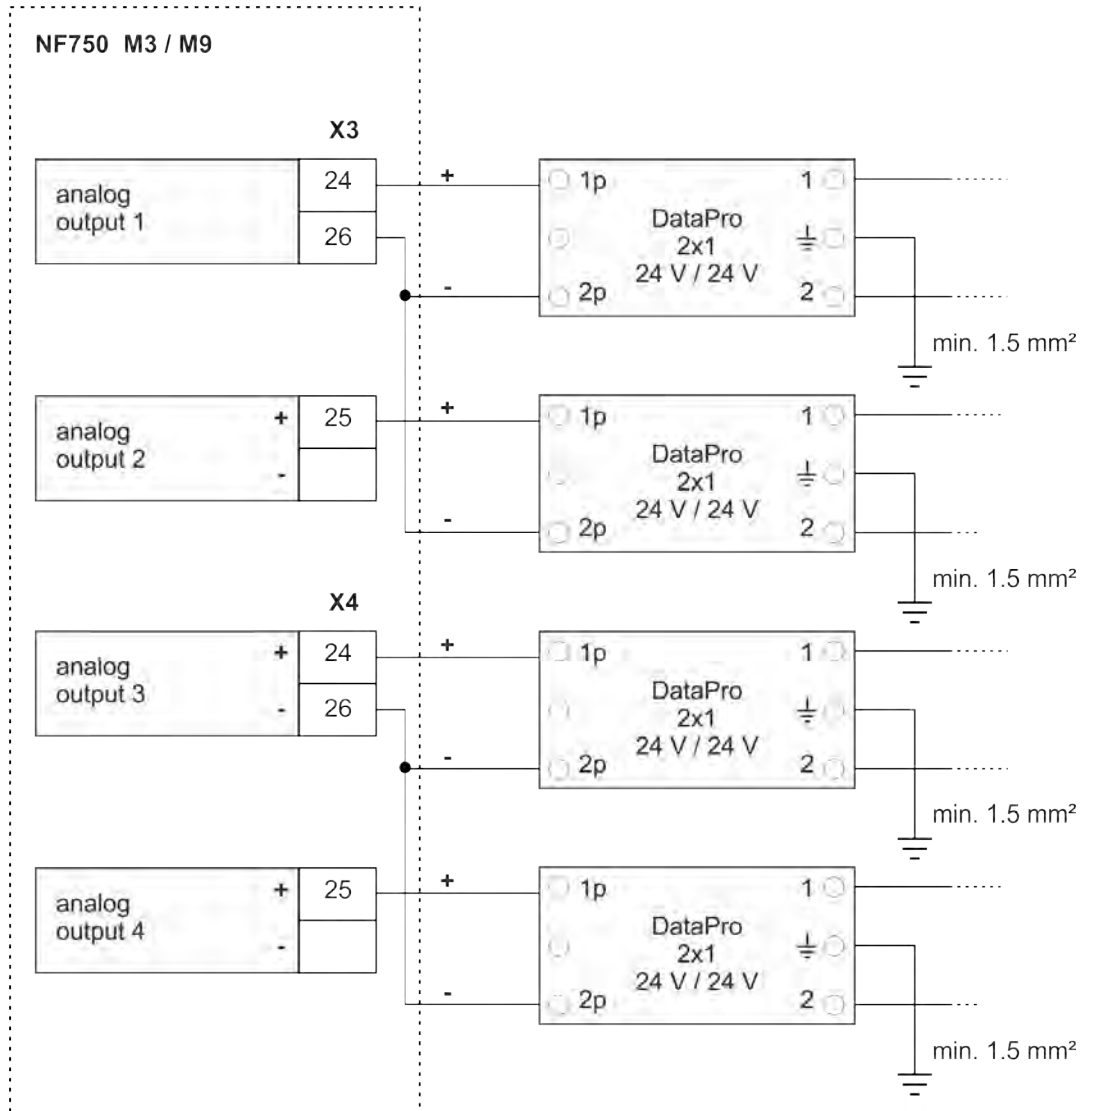 NF750 M3 / M9
X3
analog
output 1
24
26
+
-
1p
2p
DataPro
2x1
24 V / 24 V
1
2
min. 1.5 mm²
analog
output 2
+
-
25
+
-
1p
2p
DataPro
2x1
24 V / 24 V
1
2
min. 1.5 mm²
X4
analog
output 3
+
-
24
26
+
-
1p
2p
DataPro
2x1
24 V / 24 V
1
2
min. 1.5 mm²
analog
output 4
+
-
25
+
-
1p
2p
DataPro
2x1
24 V / 24 V
1
2
min. 1.5 mm²